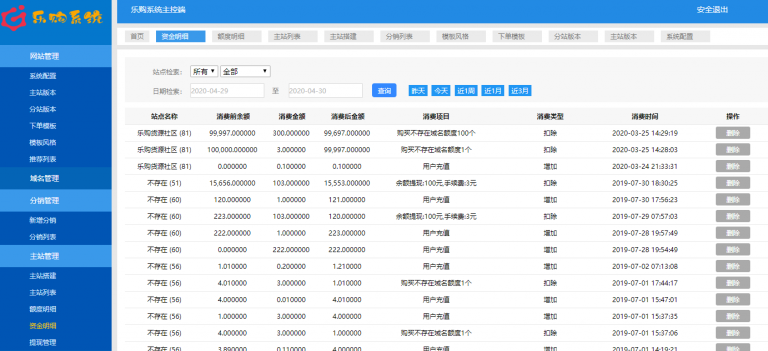 乐购系统
乐购系统主控端
安全退出
首页 资金明细 额度明细 主站列表 主站搭建 分站列表 模板风格 下单模板 分站版本 主站版本 系统配置
网站管理
系统配置
主站版本
分站版本
下单模板
模板风格
推荐列表
域名管理
分销管理
新增分销
分销列表
主站管理
主站搭建
主站列表
额度明细
资金明细
提现管理
站点检索: 所有 全部
日期检索: 2020-04-29 至 2020-04-30 查询 昨天 今天 近1周 近1月 近3月
站点名称 消费前余额 消费金额 消费后金额 消费项目 消费类型 消费时间 操作
乐购货源社区 (81) 99,997.000000 300.000000 99,697.000000 购买不存在域名额度100个 扣除 2020-03-25 14:29:19 删除
乐购货源社区 (81) 100,000.000000 3.000000 99,997.000000 购买不存在域名额度1个 扣除 2020-03-25 14:28:03 删除
乐购货源社区 (81) 0.000000 0.100000 0.100000 用户充值 增加 2020-03-24 21:33:31 删除
不存在 (51) 15,656.000000 103.000000 15,553.000000 余额提现:100元,手续费:3元 扣除 2019-07-30 18:30:25 删除
不存在 (60) 120.000000 1.000000 121.000000 用户充值 增加 2019-07-30 17:56:23 删除
不存在 (60) 223.000000 103.000000 120.000000 余额提现:100元,手续费:3元 扣除 2019-07-29 07:57:03 删除
不存在 (60) 222.000000 1.000000 223.000000 用户充值 增加 2019-07-28 19:57:49 删除
不存在 (60) 0.000000 222.000000 222.000000 用户充值 增加 2019-07-28 19:54:49 删除
不存在 (56) 1.010000 0.200000 1.210000 用户充值 增加 2019-07-02 07:13:08 删除
不存在 (56) 4.010000 3.000000 1.010000 购买不存在域名额度1个 扣除 2019-07-01 17:44:17 删除
不存在 (56) 4.000000 0.010000 4.010000 用户充值 增加 2019-07-01 15:47:01 删除
不存在 (56) 1.000000 3.000000 4.000000 用户充值 增加 2019-07-01 15:37:35 删除
不存在 (56) 4.000000 3.000000 1.000000 购买不存在域名额度1个 扣除 2019-07-01 15:37:06 删除
不存在 (56) 3.890000 0.110000 4.000000 用户充值 增加 2019-07-01 14:19:21 删除